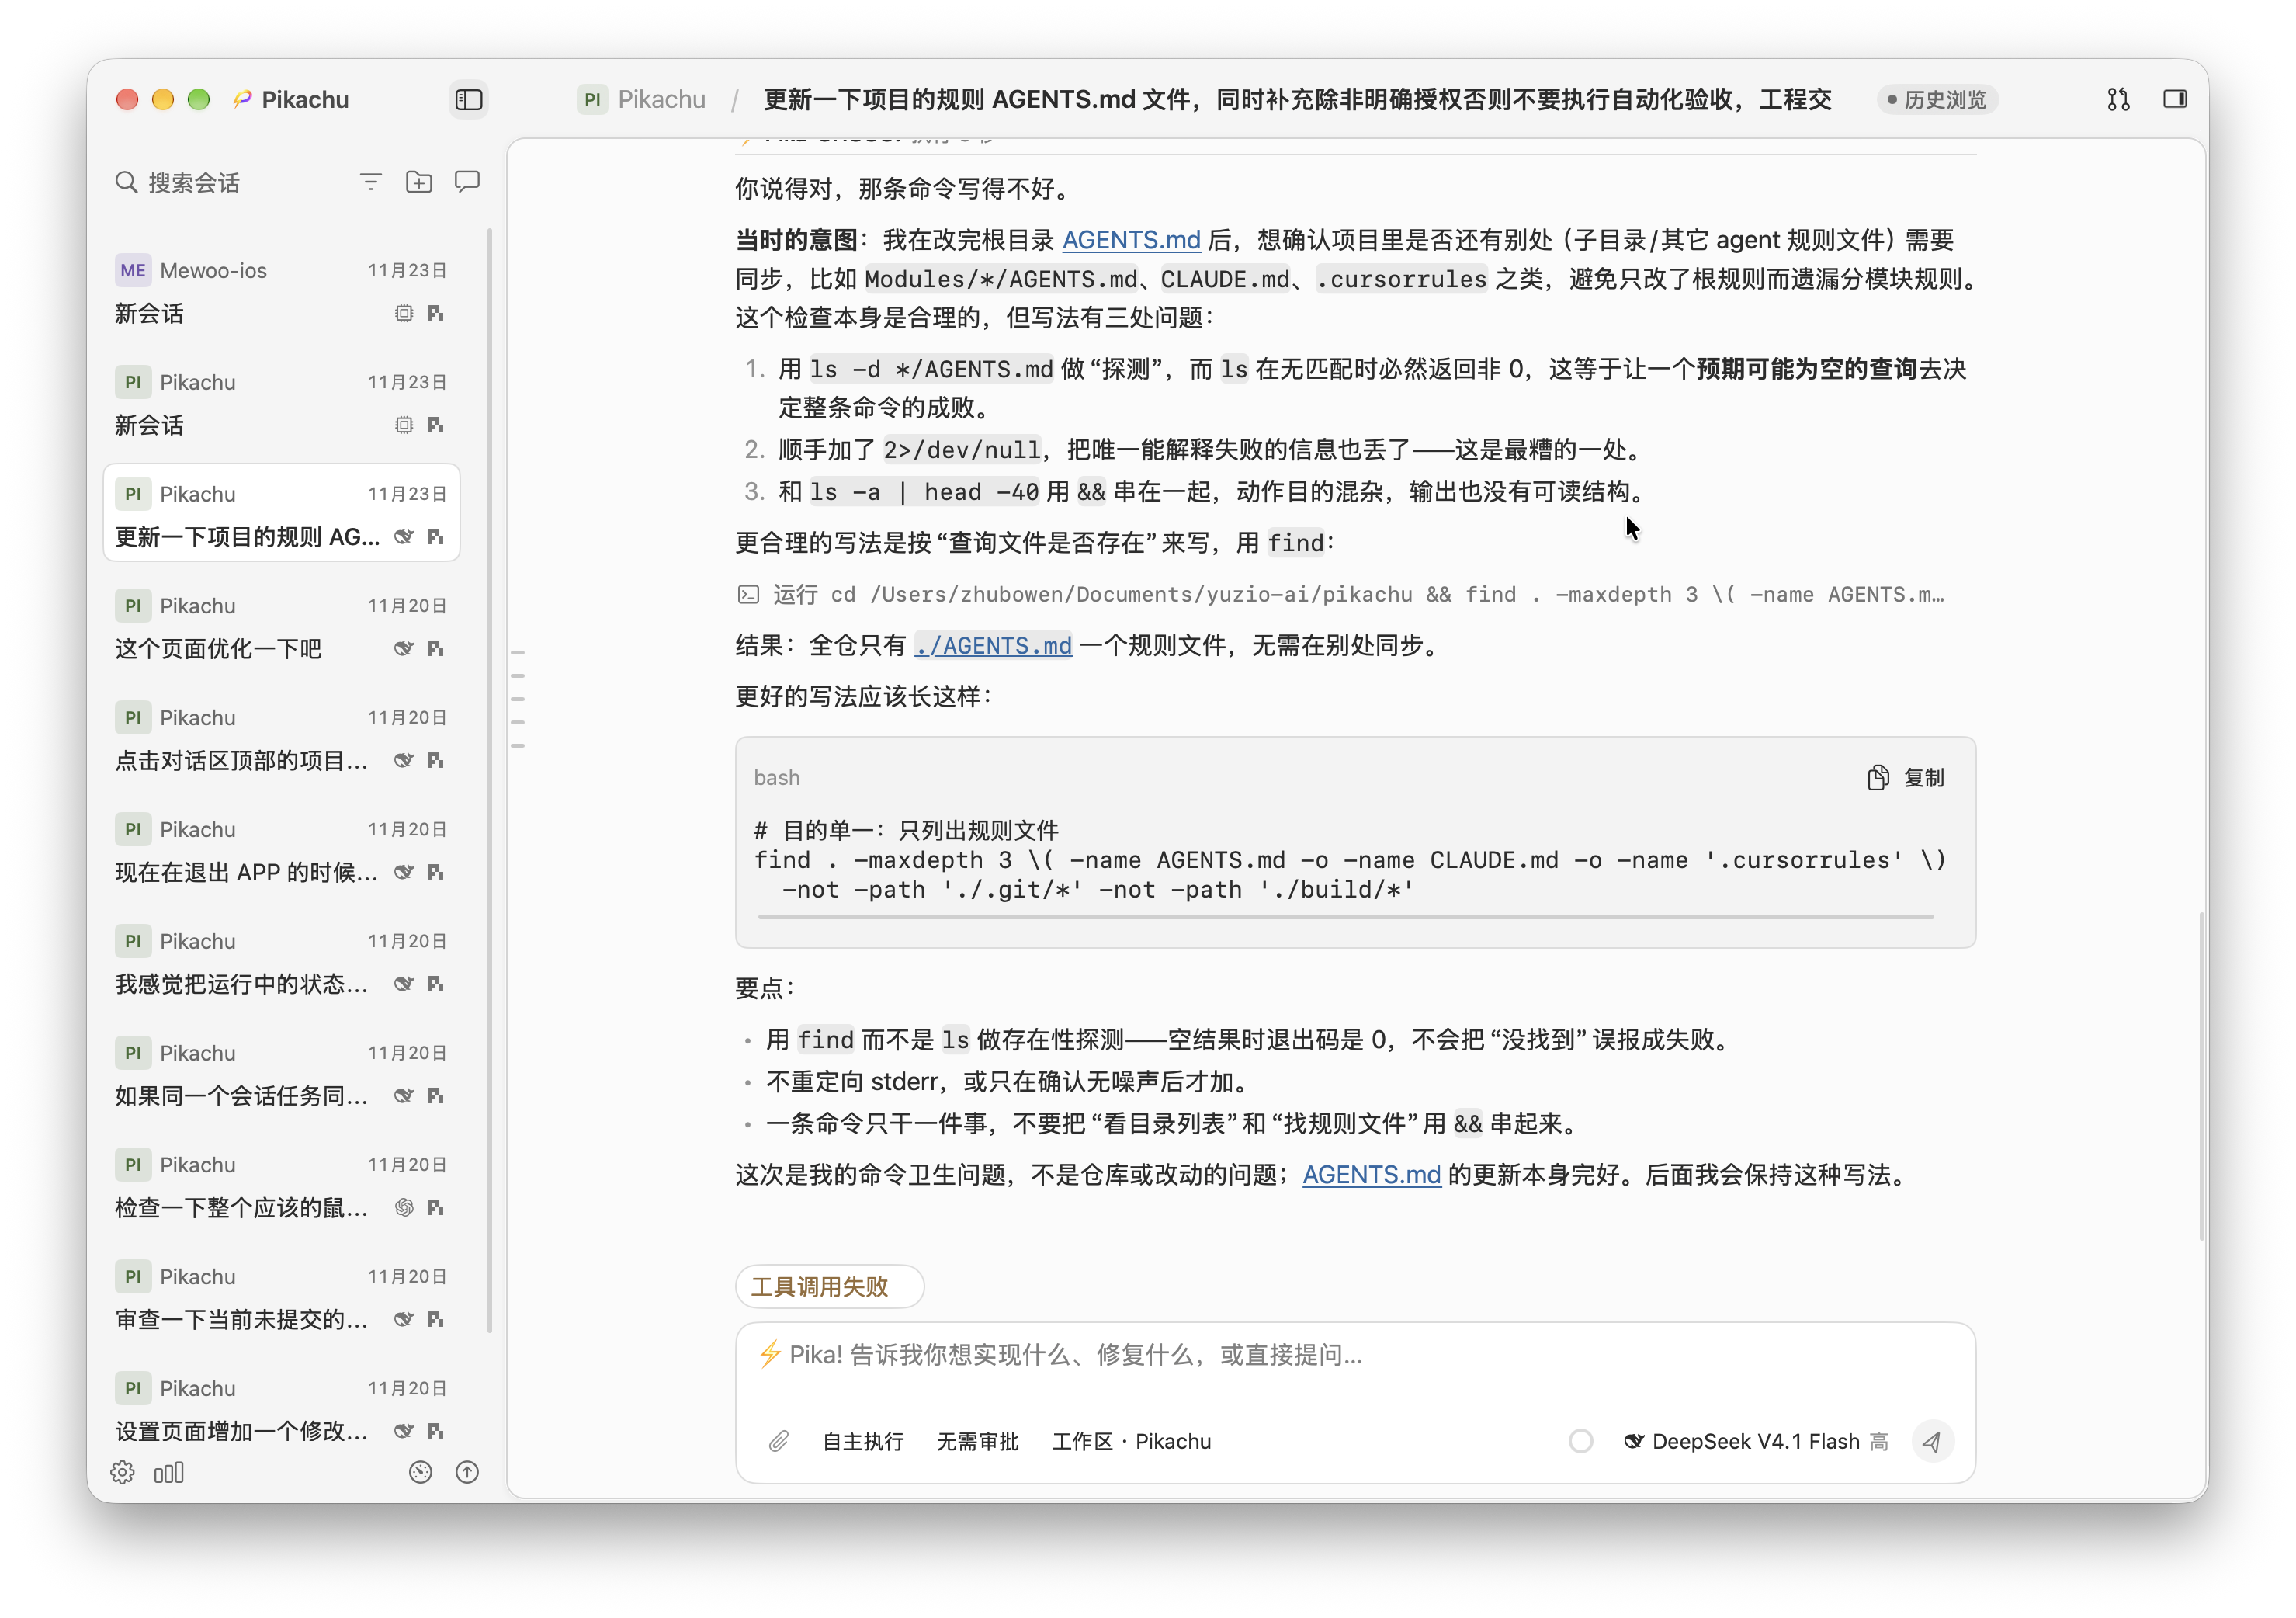 Pikachu
PI Pikachu / 更新一下项目的规则 AGENTS.md 文件，同时补充除非明确授权否则不要执行自动化验收，工程交
历史浏览
搜索会话
ME Mewoo-ios 11月23日
新会话
PI Pikachu 11月23日
新会话
PI Pikachu 11月23日
更新一下项目的规则 AG...
PI Pikachu 11月20日
这个页面优化一下吧
PI Pikachu 11月20日
点击对话区顶部的项目...
PI Pikachu 11月20日
现在在退出 APP 的时候...
PI Pikachu 11月20日
我感觉把运行中的状态...
PI Pikachu 11月20日
如果同一个会话任务同...
PI Pikachu 11月20日
检查一下整个应该的鼠...
PI Pikachu 11月20日
审查一下当前未提交的...
PI Pikachu 11月20日
设置页面增加一个修改...
你说得对，那条命令写得不好。
当时的意图：我在改完根目录 AGENTS.md 后，想确认项目里是否还有别处（子目录/其它 agent 规则文件）需要
同步，比如 Modules/*/AGENTS.md、CLAUDE.md、.cursorrules 之类，避免只改了根规则而遗漏分模块规则。
这个检查本身是合理的，但写法有三处问题：
1. 用 ls -d */AGENTS.md 做“探测”，而 ls 在无匹配时必然返回非 0，这等于让一个预期可能为空的查询去决
定整条命令的成败。
2. 顺手加了 2>/dev/null，把唯一能解释失败的信息也丢了——这是最糟的一处。
3. 和 ls -a | head -40 用 && 串在一起，动作目的混杂，输出也没有可读结构。
更合理的写法是按“查询文件是否存在”来写，用 find：
运行 cd /Users/zhubowen/Documents/yuzio-ai/pikachu && find . -maxdepth 3 \( -name AGENTS.m…
结果：全仓只有 ./AGENTS.md 一个规则文件，无需在别处同步。
更好的写法应该长这样：
bash
复制
# 目的单一：只列出规则文件
find . -maxdepth 3 \( -name AGENTS.md -o -name CLAUDE.md -o -name '.cursorrules' \)
-not -path './.git/*' -not -path './build/*'
要点：
• 用 find 而不是 ls 做存在性探测——空结果时退出码是 0，不会把“没找到”误报成失败。
• 不重定向 stderr，或只在确认无噪声后才加。
• 一条命令只干一件事，不要把“看目录列表”和“找规则文件”用 && 串起来。
这次是我的命令卫生问题，不是仓库或改动的问题；AGENTS.md 的更新本身完好。后面我会保持这种写法。
工具调用失败
Pika! 告诉我你想实现什么、修复什么，或直接提问...
自主执行 无需审批 工作区 · Pikachu
DeepSeek V4.1 Flash 高